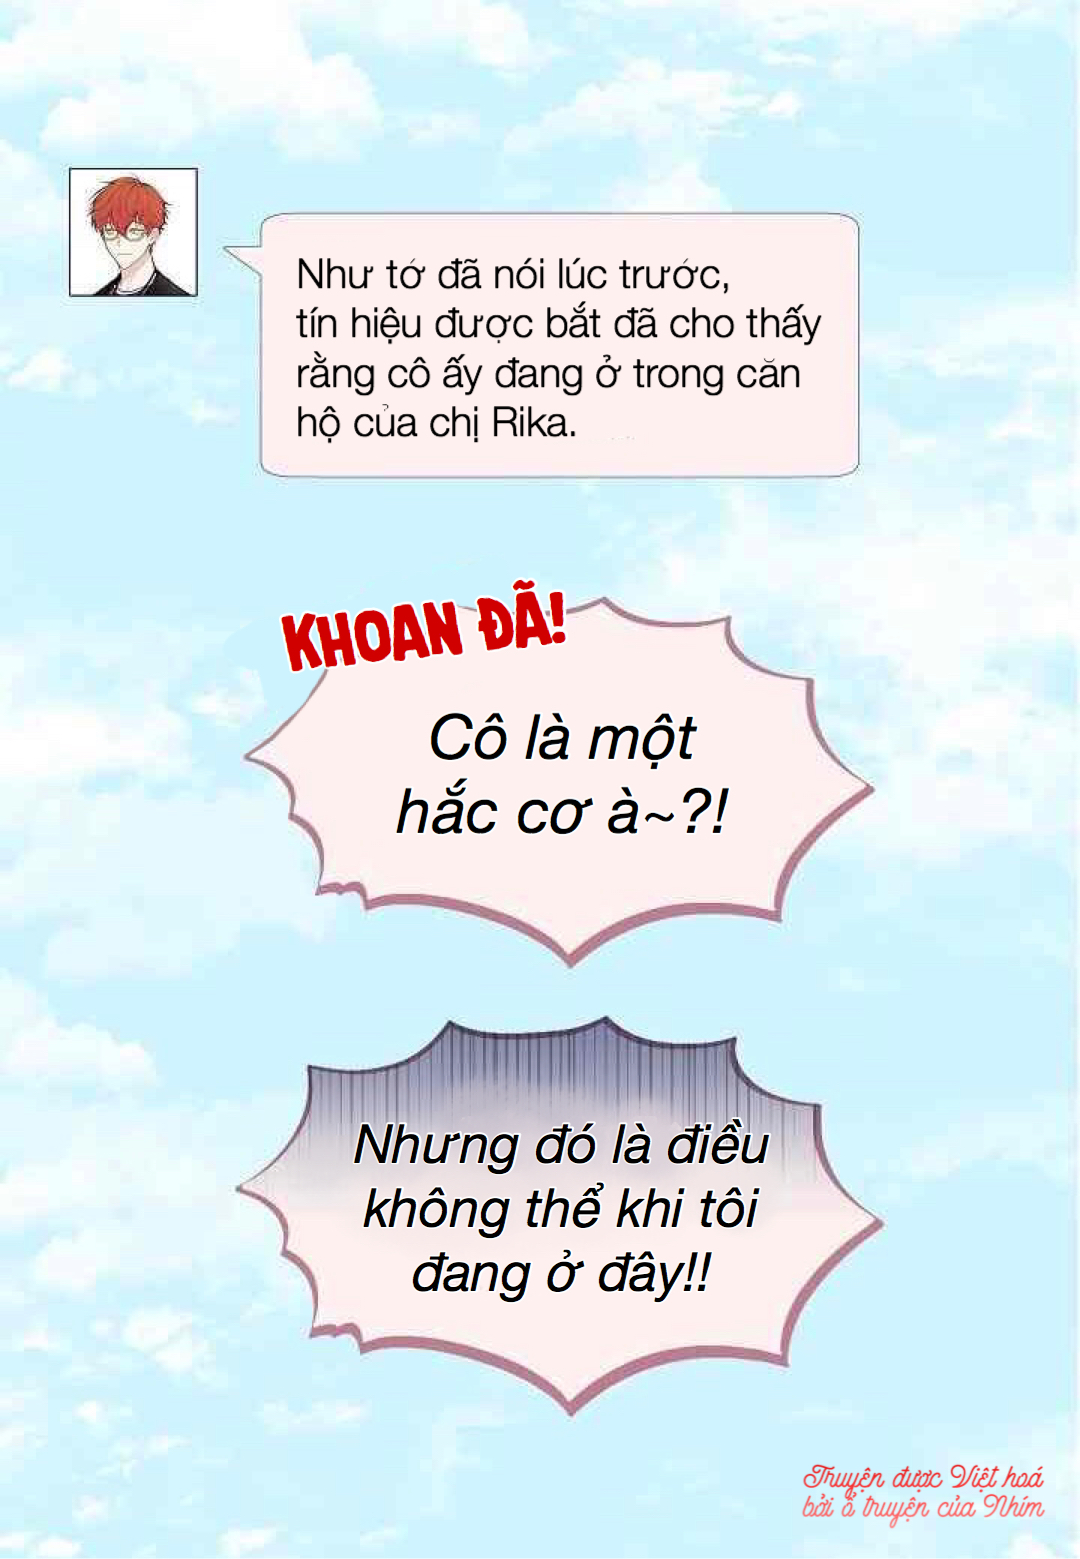 Như tớ đã nói lúc trước,
tín hiệu được bắt đã cho thấy
rằng cô ấy đang ở trong căn
hộ của chị Rika.
KHOAN ĐÃ!
Cô là một
hắc cơ à~?!
Nhưng đó là điều
không thể khi tôi
đang ở đây!!
Truyện được Việt hoá
bởi ổ truyện của Nhím